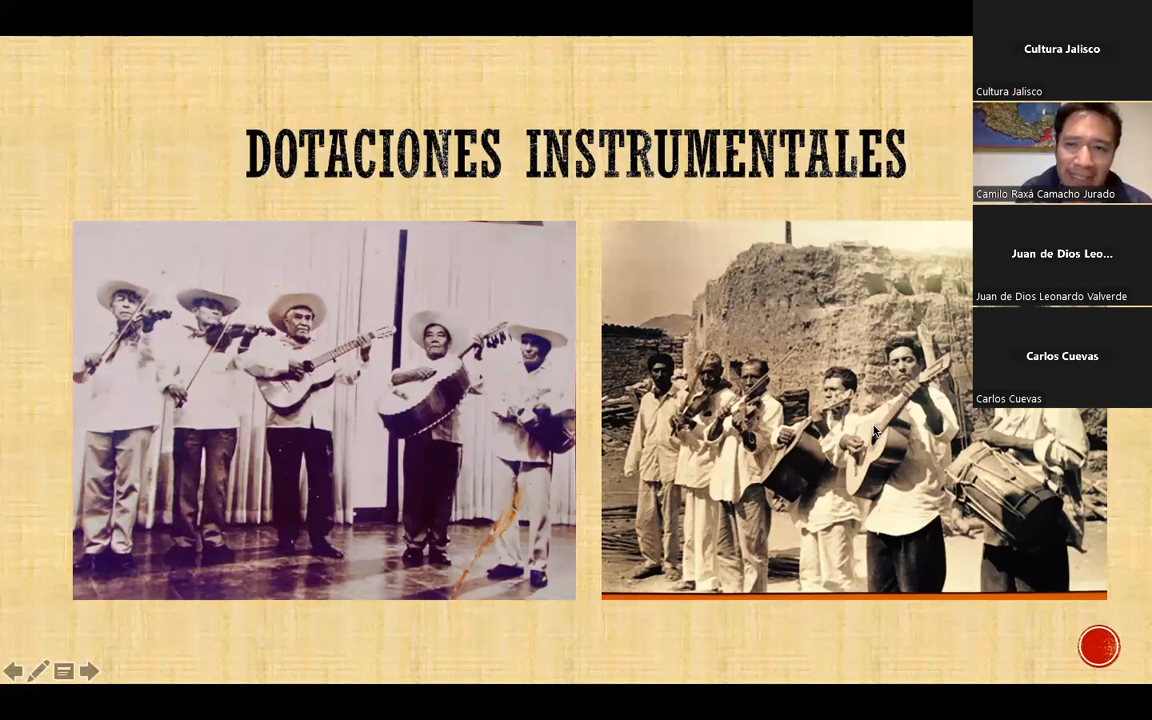 DOTACIONES INSTRUMENTALES
Cultura Jalisco
Cultura Jalisco
Camilo Raxá Camacho Jurado
Juan de Dios Leo...
Juan de Dios Leonardo Valverde
Carlos Cuevas
Carlos Cuevas